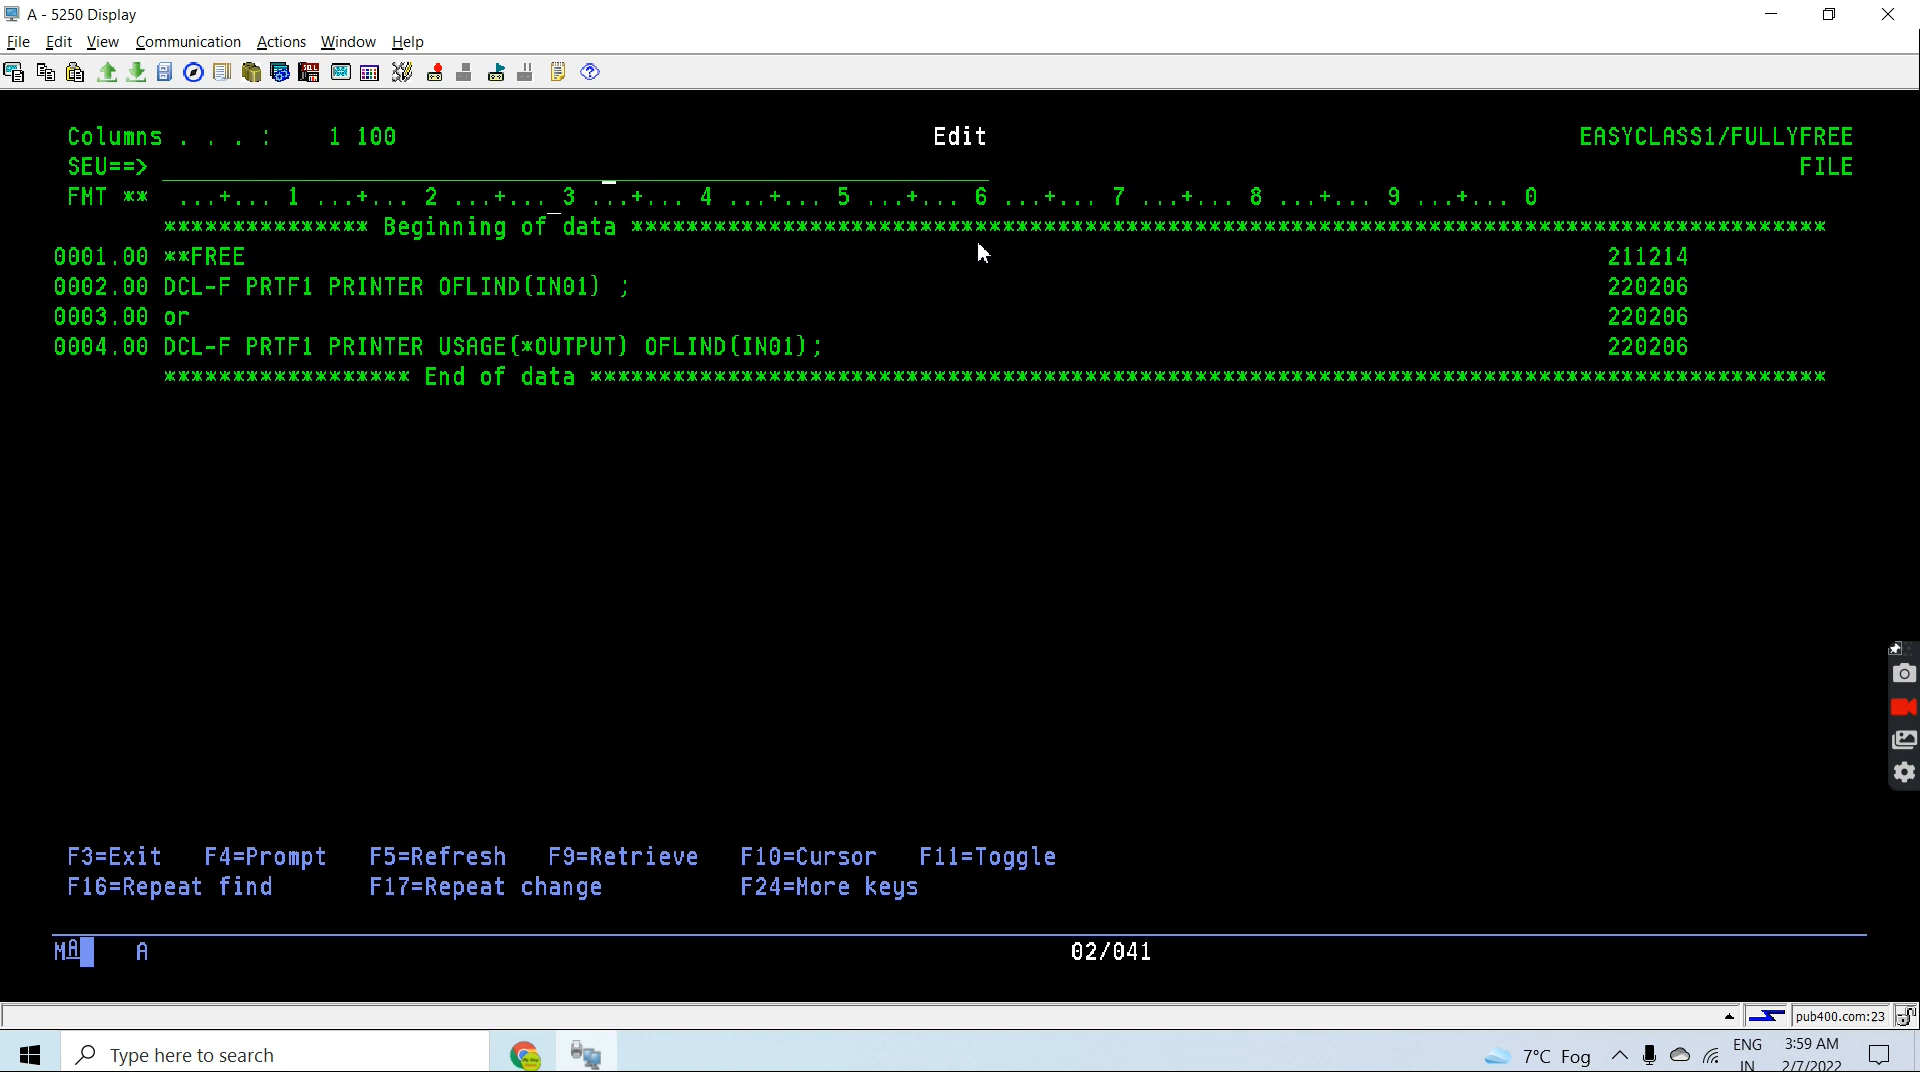 A - 5250 Display
File Edit View Communication Actions Window Help
Columns . . . : 1 100 Edit EASYCLASS1/FULLYFREE
SEU==> FILE
FMT ** ...+... 1 ...+... 2 ...+... 3 ...+... 4 ...+... 5 ...+... 6 ...+... 7 ...+... 8 ...+... 9 ...+... 0
*************** Beginning of data ***************************************************************************************
0001.00 **FREE 211214
0002.00 DCL-F PRTF1 PRINTER OFLIND(IN01) ; 220206
0003.00 or 220206
0004.00 DCL-F PRTF1 PRINTER USAGE(*OUTPUT) OFLIND(IN01); 220206
****************** End of data ******************************************************************************************
F3=Exit F4=Prompt F5=Refresh F9=Retrieve F10=Cursor F11=Toggle
F16=Repeat find F17=Repeat change F24=More keys
MA A 02/041
pub400.com:23
Type here to search 7°C Fog ENG IN 3:59 AM 2/7/2022